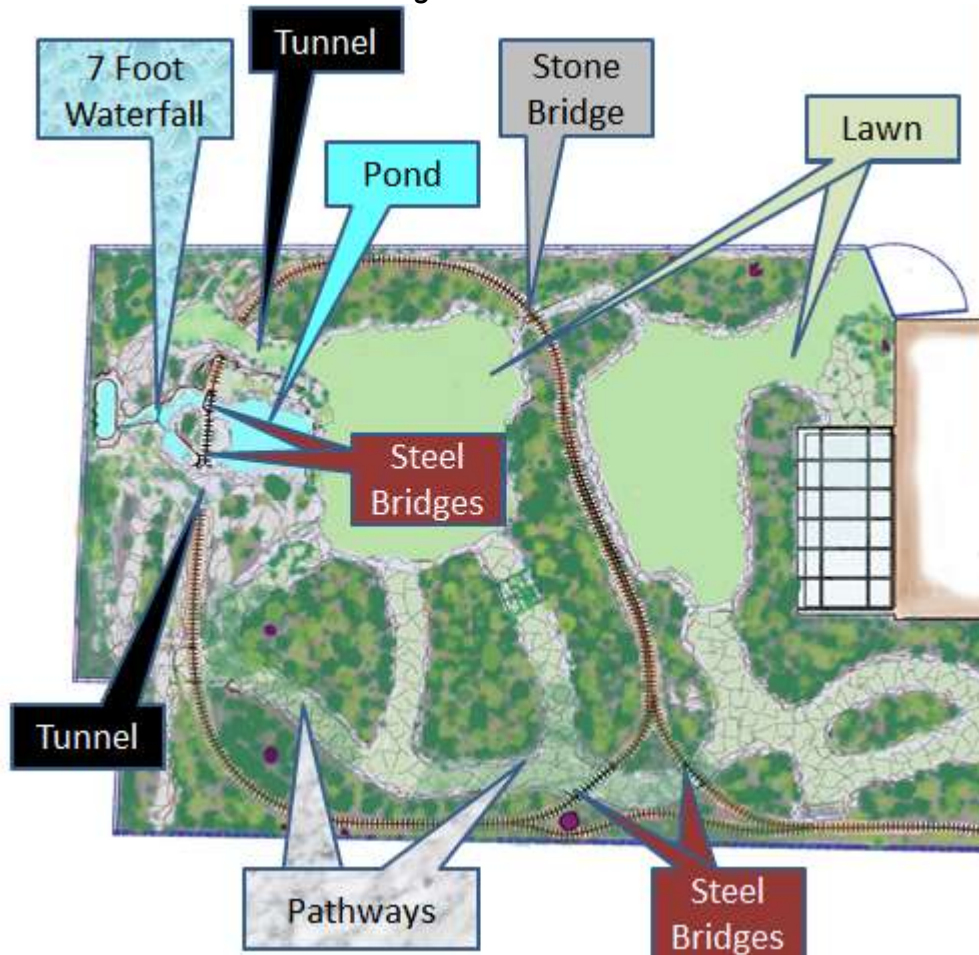 Tunnel
7 Foot
Waterfall
Stone
Bridge
Lawn
Pond
Steel
Bridges
Tunnel
Pathways
Steel
Bridges